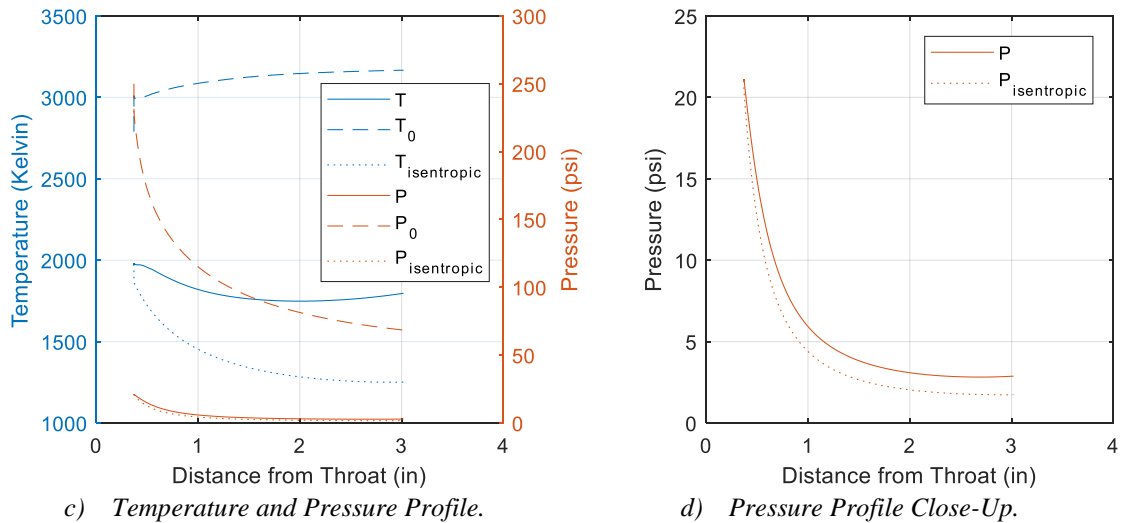 3500
3000
2500
2000
1500
1000
Temperature (Kelvin)
300
250
200
150
100
50
0
Pressure (psi)
T
T0
Tisentropic
P
P0
Pisentropic
0 1 2 3 4
Distance from Throat (in)
c) Temperature and Pressure Profile.
25
20
15
10
5
0
Pressure (psi)
P
Pisentropic
0 1 2 3 4
Distance from Throat (in)
d) Pressure Profile Close-Up.